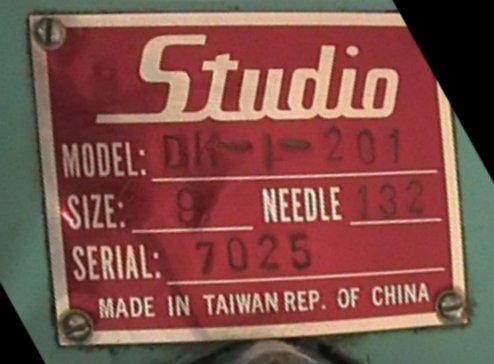 Studio
MODEL: DK-1-201
SIZE: 9 NEEDLE 132
SERIAL: 7025
MADE IN TAIWAN REP. OF CHINA